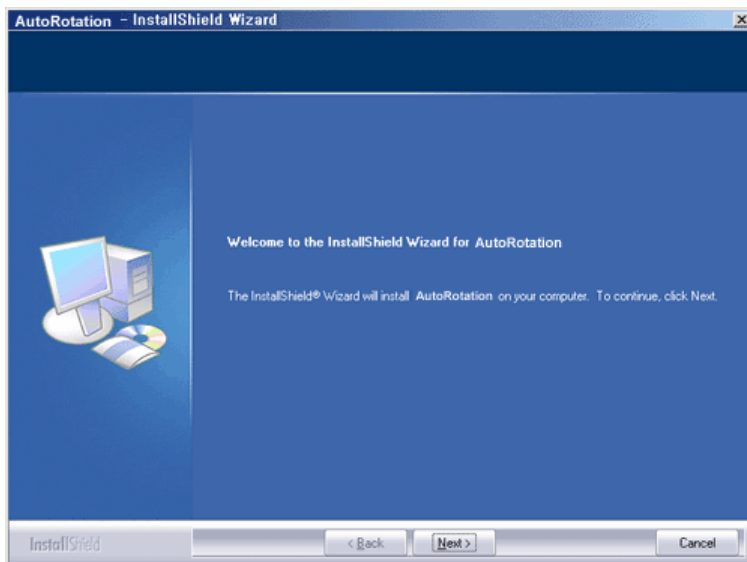 AutoRotation - InstallShield Wizard
Welcome to the InstallShield Wizard for AutoRotation
The InstallShield® Wizard will install AutoRotation on your computer. To continue, click Next.
InstallShield
< Back
Next >
Cancel